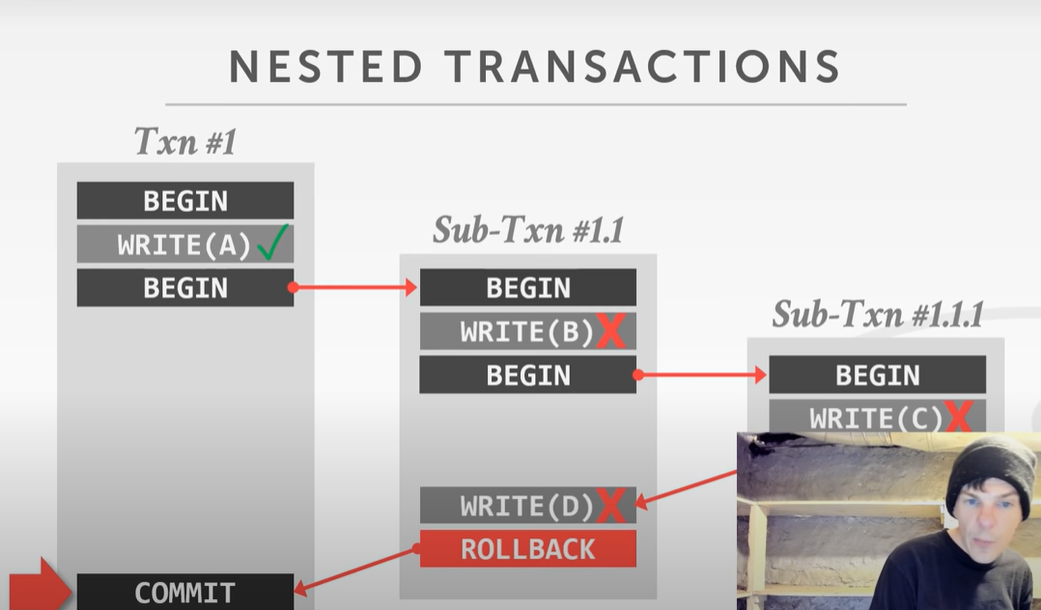 NESTED TRANSACTIONS
Txn #1
BEGIN
WRITE(A)
BEGIN
COMMIT
Sub-Txn #1.1
BEGIN
WRITE(B)
BEGIN
WRITE(D)
ROLLBACK
Sub-Txn #1.1.1
BEGIN
WRITE(C)